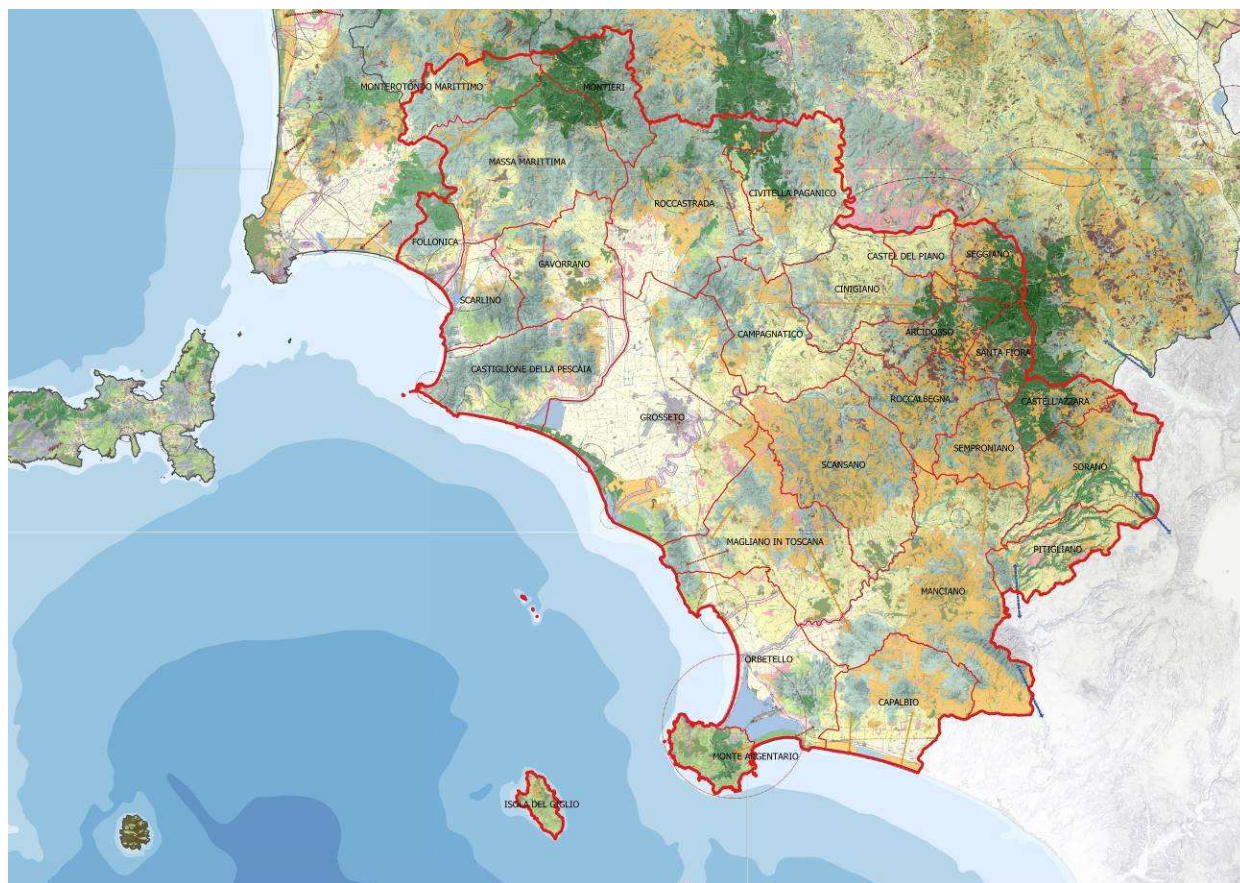 MONTEROTONDO MARITTIMO
MONTIERI
MASSA MARITTIMA
CIVITELLA PAGANICO
ROCCASTRADA
FOLLONICA
CASTEL DEL PIANO
SEGGIANO
GAVORRANO
CINIGIANO
SCARLINO
CAMPAGNATICO
ARCIDOSSO
SANTA FIORA
CASTIGLIONE DELLA PESCAIA
ROCCALBEGNA
CASTELL'AZZARA
GROSSETO
SEMPRONIANO
SCANSANO
SORANO
MAGLIANO IN TOSCANA
PITIGLIANO
MANCIANO
ORBETELLO
CAPALBIO
MONTE ARGENTARIO
ISOLA DEL GIGLIO